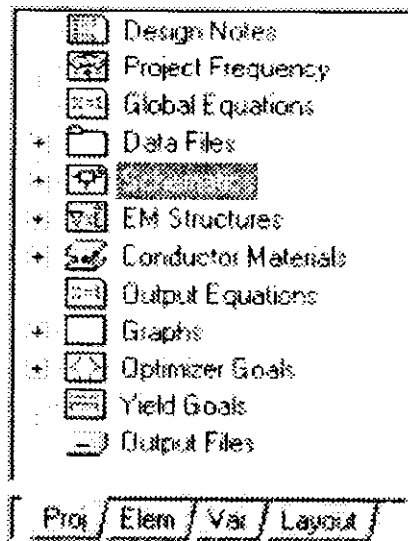 Design Notes
Project Frequency
Global Equations
Data Files
Schematics
EM Structures
Conductor Materials
Output Equations
Graphs
Optimizer Goals
Yield Goals
Output Files
Proj Elem Var Layout